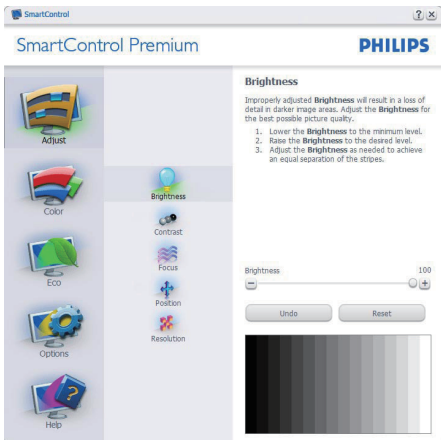 SmartControl
SmartControl Premium
PHILIPS
Adjust
Color
Eco
Options
Help
Brightness
Contrast
Focus
Position
Resolution
Brightness
Improperly adjusted Brightness will result in a loss of
detail in darker image areas. Adjust the Brightness for
the best possible picture quality.
1. Lower the Brightness to the minimum level.
2. Raise the Brightness to the desired level.
3. Adjust the Brightness as needed to achieve
an equal separation of the stripes.
Brightness 100
Undo Reset